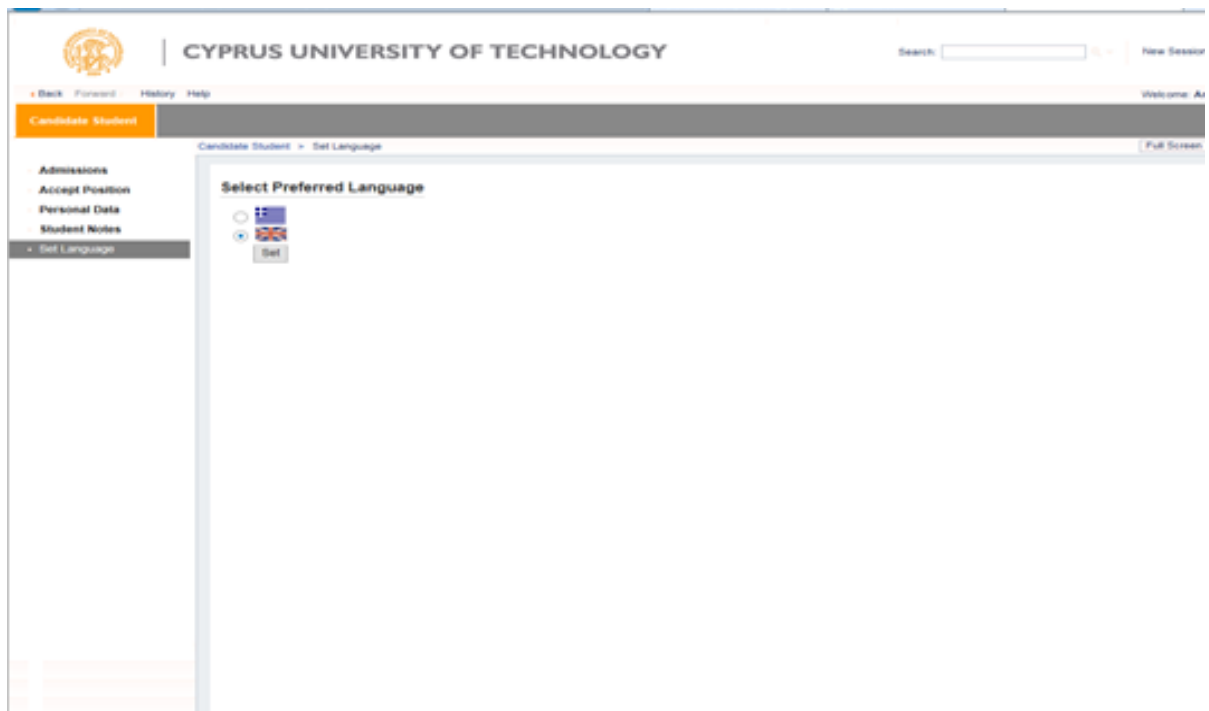 CYPRUS UNIVERSITY OF TECHNOLOGY
Search:
New Session
Back Forward History Help
Welcome:
Candidate Student
Candidate Student > Set Language
Full Screen
Admissions
Accept Position
Personal Data
Student Notes
Set Language
Select Preferred Language
Set